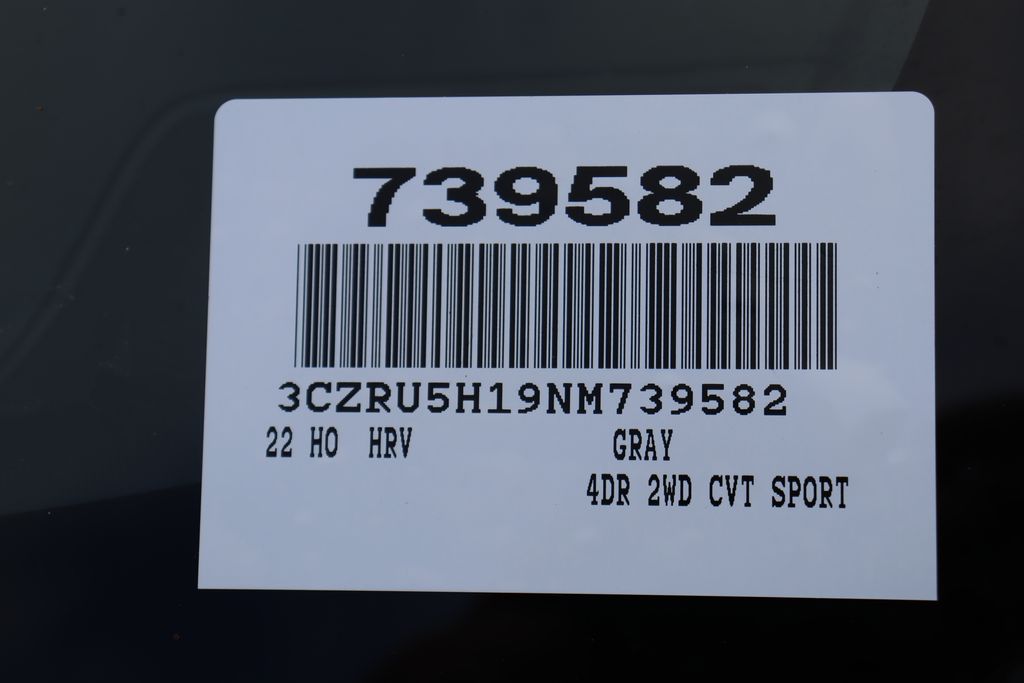 739582
3CZRU5H19NM739582
22 HO HRV GRAY
4DR 2WD CVT SPORT